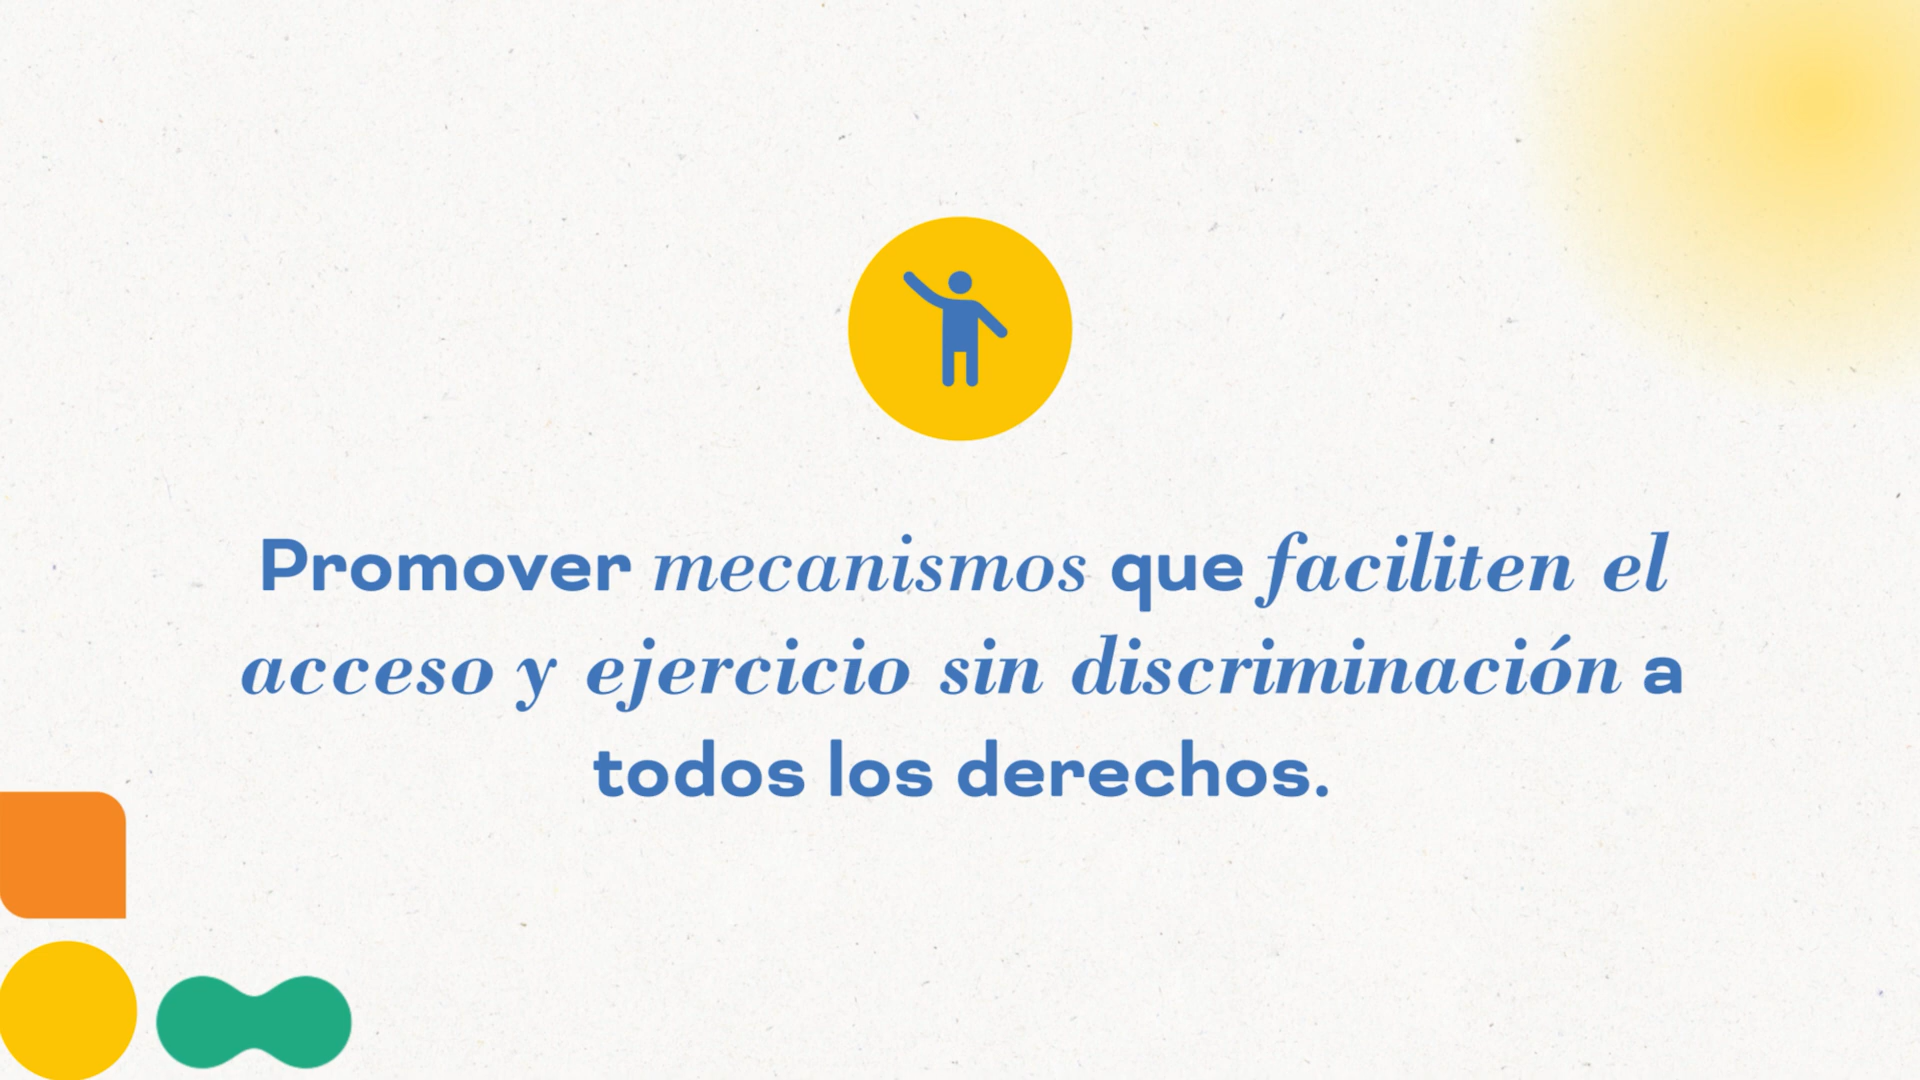 Promover mecanismos que faciliten el
acceso y ejercicio sin discriminación a
todos los derechos.